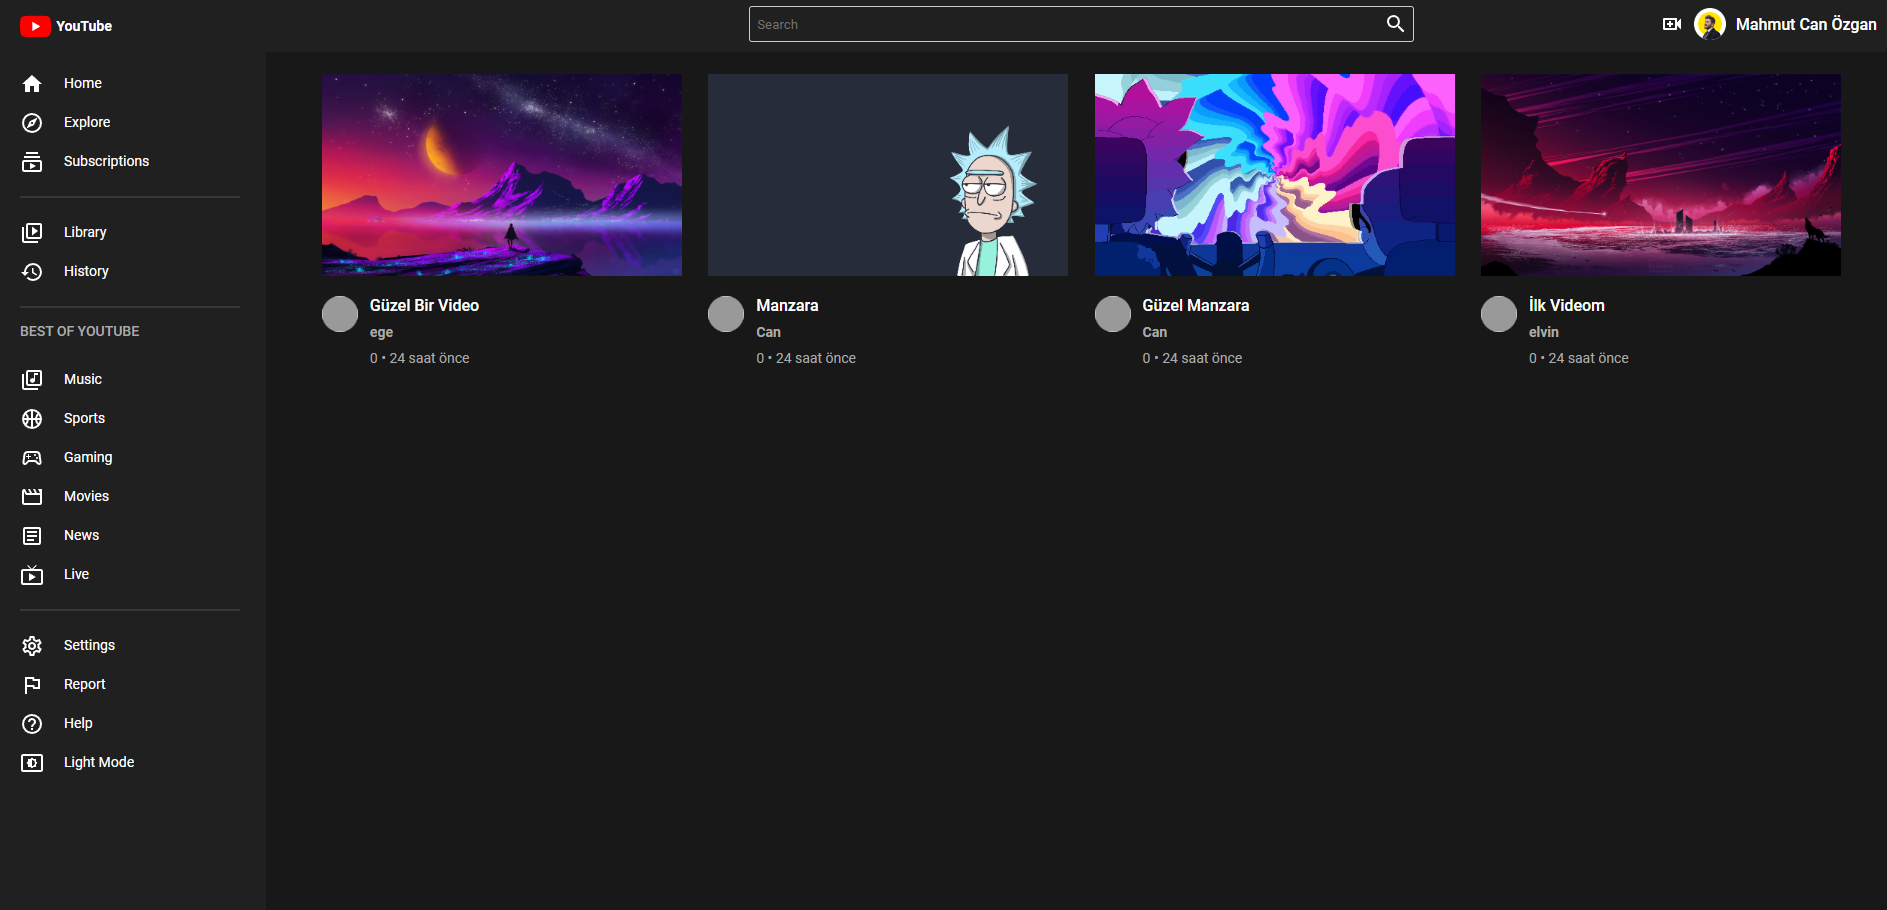 YouTube
Search
Mahmut Can Özgan
Home
Explore
Subscriptions
Library
History
BEST OF YOUTUBE
Music
Sports
Gaming
Movies
News
Live
Settings
Report
Help
Light Mode
Güzel Bir Video
ege
0 • 24 saat önce
Manzara
Can
0 • 24 saat önce
Güzel Manzara
Can
0 • 24 saat önce
İlk Videom
elvin
0 • 24 saat önce